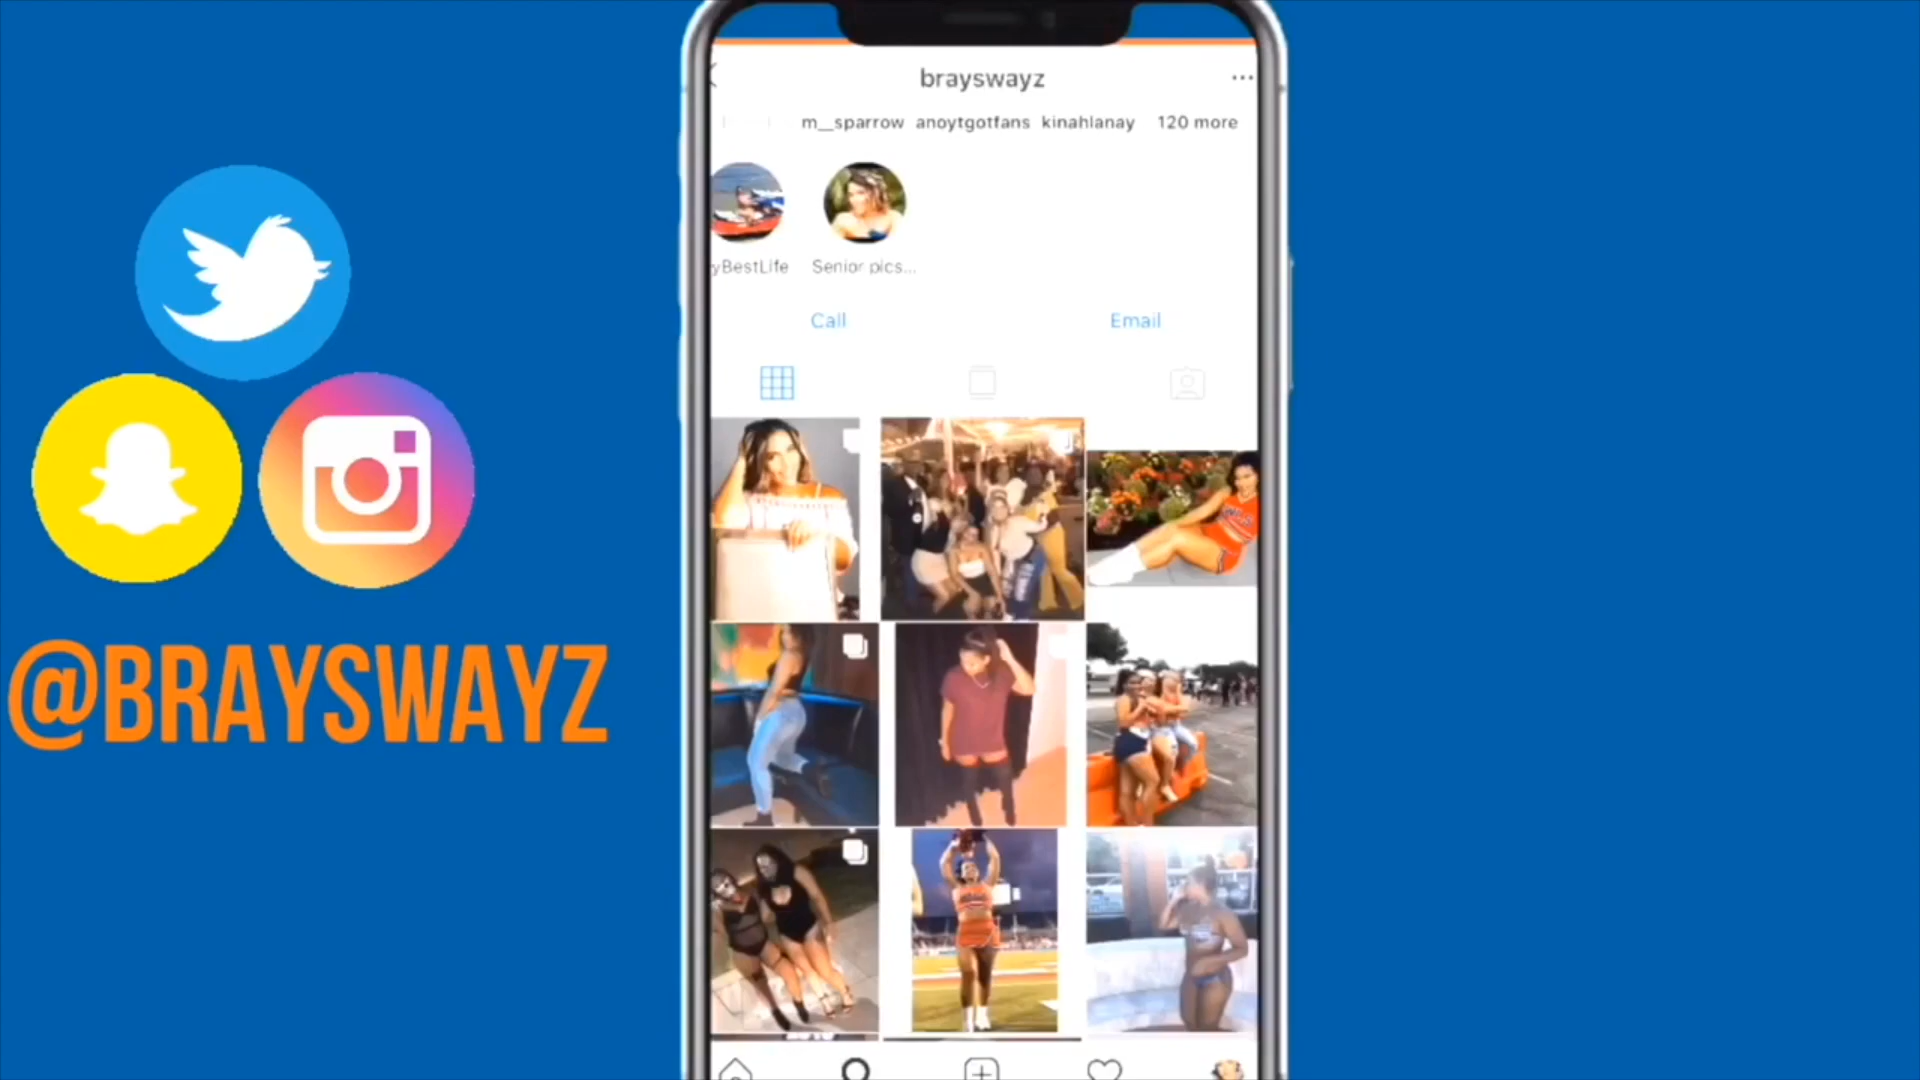 brayswayz
m__sparrow anoytgotfans kinahlanay 120 more
yBestLife Senior pics...
Call Email
@BRAYSWAYZ